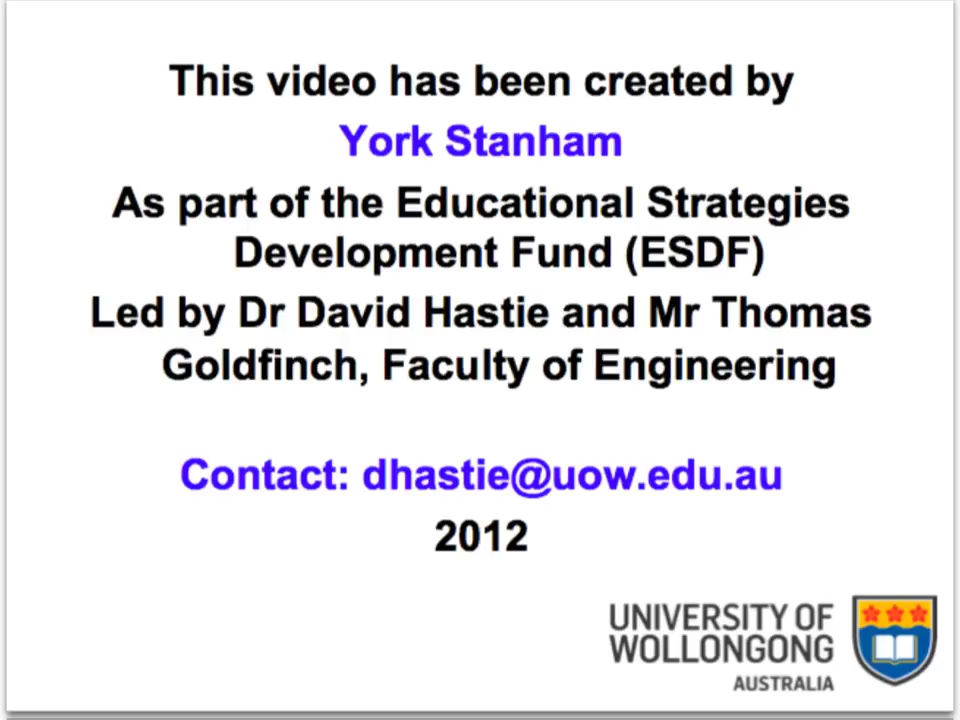 This video has been created by
York Stanham
As part of the Educational Strategies
Development Fund (ESDF)
Led by Dr David Hastie and Mr Thomas
Goldfinch, Faculty of Engineering
Contact: dhastie@uow.edu.au
2012
UNIVERSITY OF
WOLLONGONG
AUSTRALIA